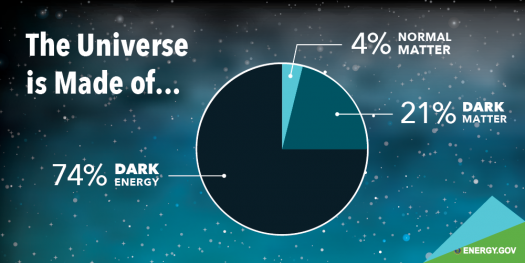 The Universe
is Made of...
4% NORMAL
MATTER
21% DARK
MATTER
74% DARK
ENERGY
ENERGY.GOV